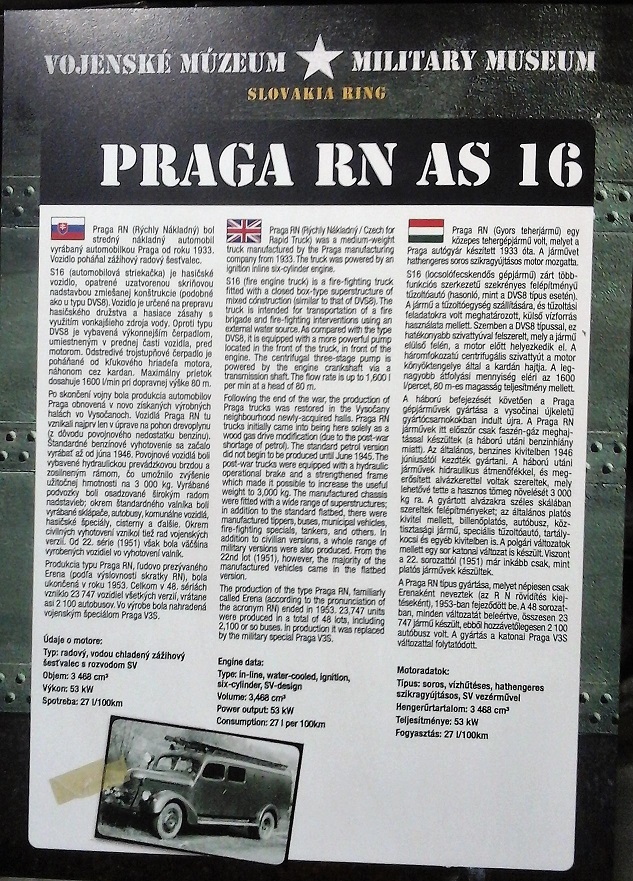 VOJENSKÉ MÚZEUM MILITARY MUSEUM
SLOVAKIA RING
PRAGA RN AS 16
Praga RN (Rýchly Nákladný) bol
stredný nákladný automobil
vyrábaný automobilkou Praga od roku 1933.
Vozidlo poháňal zážihový radový šesťvalec.
S16 (automobilová striekačka) je hasičské
vozidlo, opatrené uzatvorenou skriňovou
nadstavbou zmiešanej konštrukcie (podobné
ako u typu DVS8). Vozidlo je určené na prepravu
hasičského družstva a hasiace zásahy s
využitím vonkajšieho zdroja vody. Oproti typu
DVS8 je vybavená výkonnejším čerpadlom,
umiestneným v prednej časti vozidla, pred
motorom. Odstredivé trojstupňové čerpadlo je
poháňané od kľukového hriadeľa motora,
náhonom cez kardan. Maximálny prietok
dosahuje 1600 l/min pri dopravnej výške 80 m.
Po skončení vojny bola produkcia automobilov
Praga obnovená v novo získaných výrobných
halách vo Vysočanoch. Vozidlá Praga RN tu
vznikali najprv len v úprave na pohon drevoplynu
(z dôvodu povojnového nedostatku benzínu).
Štandardné benzínové vyhotovenie sa začalo
vyrábať až od júna 1946. Povojnové vozidlá boli
vybavené hydraulickou prevádzkovou brzdou a
zosilneným rámom, čo umožnilo zvýšenie
užitočnej hmotnosti na 3 000 kg. Vyrábané
podvozky boli osadzované širokým radom
nadstavieb; okrem štandardného valníka boli
vyrábané sklápače, autobusy, komunálne vozidlá,
hasičské špeciály, cisterny a ďalšie. Okrem
civilných vyhotovení vznikol tiež rad vojenských
verzií. Od 22. série (1951) však bola väčšina
vyrobených vozidiel vo vyhotovení valník.
Produkcia typu Praga RN, ľudovo prezývaného
Erena (podľa výslovnosti skratky RN), bola
ukončená v roku 1953. Celkom v 48. sériách
vzniklo 23 747 vozidiel všetkých verzií, vrátane
asi 2 100 autobusov. Vo výrobe bola nahradená
vojenským špeciálom Praga V3S.
Údaje o motore:
Typ: radový, vodou chladený zážihový
šesťvalec s rozvodom SV
Objem: 3 468 cm³
Výkon: 53 kW
Spotreba: 27 l/100km
Praga RN (Rýchly Nákladný / Czech for
Rapid Truck) was a medium-weight
truck manufactured by the Praga manufacturing
company from 1933. The truck was powered by an
ignition inline six-cylinder engine.
S16 (fire engine truck) is a fire-fighting truck
fitted with a closed box-type superstructure of
mixed construction (similar to that of DVS8). The
truck is intended for transportation of a fire
brigade and fire-fighting interventions using an
external water source. As compared with the type
DVS8, it is equipped with a more powerful pump
located in the front of the truck, in front of the
engine. The centrifugal three-stage pump is
powered by the engine crankshaft via a
transmission shaft. The flow rate is up to 1,600 l
per min at a head of 80 m.
Following the end of the war, the production of
Praga trucks was restored in the Vysočany
neighbourhood newly-acquired halls. Praga RN
trucks initially came into being here solely as a
wood gas drive modification (due to the post-war
shortage of petrol). The standard petrol version
did not begin to be produced until June 1945. The
post-war trucks were equipped with a hydraulic
operational brake and a strengthened frame
which made it possible to increase the useful
weight to 3,000 kg. The manufactured chassis
were fitted with a wide range of superstructures;
in addition to the standard flatbed, there were
manufactured tippers, buses, municipal vehicles,
fire-fighting specials, tankers, and others. In
addition to civilian versions, a whole range of
military versions were also produced. From the
22nd lot (1951), however, the majority of the
manufactured vehicles came in the flatbed
version.
The production of the type Praga RN, familiarly
called Erena (according to the pronunciation of
the acronym RN) ended in 1953. 23,747 units
were produced in a total of 48 lots, including
2,100 or so buses. In production it was replaced
by the military special Praga V3S.
Engine data:
Type: in-line, water-cooled, ignition,
six-cylinder, SV-design
Volume: 3,468 cm³
Power output: 53 kW
Consumption: 27 l per 100km
Praga RN (Gyors teherjármű) egy
közepes tehergépjármű volt, melyet a
Praga autógyár készített 1933 óta. A járművet
hathengeres soros szikragyújtásos motor mozgatta.
S16 (locsolófecskendős gépjármű) zárt több-
funkciós szerkezetű szekrényes felépítményű
tűzoltóautó (hasonló, mint a DVS8 típus esetén).
A jármű a tűzoltóegység szállítására, és tűzoltási
feladatokra volt meghatározott, külső vízforrás
használata mellett. Szemben a DVS8 típussal, ez
hatékonyabb szivattyúval felszerelt, mely a jármű
elülső felén, a motor előtt helyezkedik el. A
háromfokozatú centrifugális szivattyút a motor
könyöktengelye által a kardán hajtja. A leg-
nagyobb átfolyási mennyiség eléri az 1600
l/percet, 80 m-es magasság teljesítmény mellett.
A háború befejezését követően a Praga
gépjárművek gyártása a vysočinai újkeletű
gyártócsarnokokban indult újra. A Praga RN
járművek itt először csak faszén-gáz meghaj-
tással készültek (a háború utáni benzinhiány
miatt). Az általános, benzines kivitelben 1946
júniusától kezdték gyártani. A háború utáni
járművek hidraulikus átmenőfékkel, és meg-
erősített alvázkerettel voltak szereltek, mely
lehetővé tette a hasznos tömeg növelését 3 000
kg ra. A gyártott alvázakra széles skálában
szereltek felépítményeket; az általános platós
kivitel mellett, billenőplatós, autóbusz, köz-
tisztasági jármű, speciális tűzoltóautó, tartály-
kocsi és egyéb kivitelben is. A polgári változatok
mellett egy sor katonai változat is készült. Viszont
a 22. sorozattól (1951) már inkább csak, mint
platós járművek készültek.
A Praga RN típus gyártása, melyet népiesen csak
Erenaként neveztek (az R N rövidítés kiej-
téseként), 1953-ban fejeződött be. A 48 sorozat-
ban, minden változatát beleértve, összesen 23
747 jármű készült, ebből hozzávetőlegesen 2 100
autóbusz volt. A gyártás a katonai Praga V3S
változattal folytatódott.
Motoradatok:
Típus: soros, vízhűtéses, hathengeres
szikragyújtásos, SV vezérművel
Hengerűrtartalom: 3 468 cm³
Teljesítménye: 53 kW
Fogyasztás: 27 l/100km